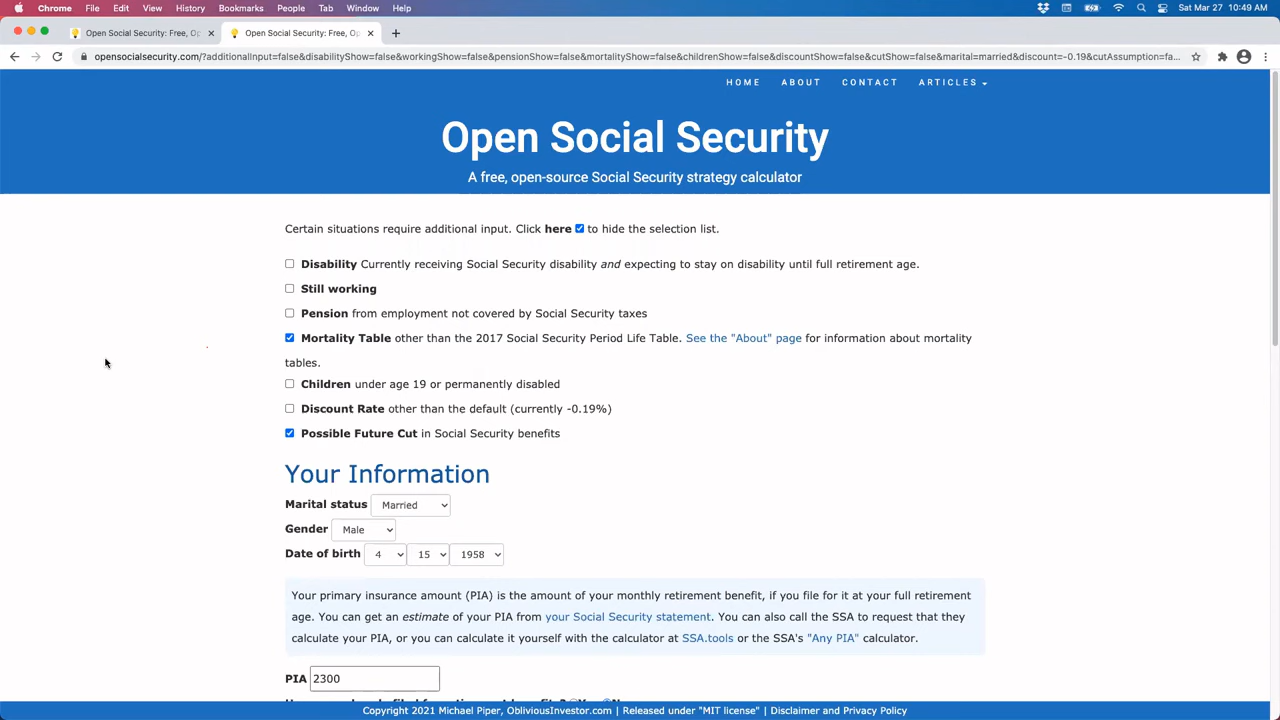 Chrome File Edit View History Bookmarks People Tab Window Help Sat Mar 27 10:49 AM
Open Social Security: Free, Op Open Social Security: Free, Op
opensocialsecurity.com/?additionalInput=false&disabilityShow=false&workingShow=false&pensionShow=false&mortalityShow=false&childrenShow=false&discountShow=false&cutShow=false&marital=married&discount=-0.19&cutAssumption=fa...
HOME ABOUT CONTACT ARTICLES
Open Social Security
A free, open-source Social Security strategy calculator
Certain situations require additional input. Click here to hide the selection list.
Disability Currently receiving Social Security disability and expecting to stay on disability until full retirement age.
Still working
Pension from employment not covered by Social Security taxes
Mortality Table other than the 2017 Social Security Period Life Table. See the "About" page for information about mortality
tables.
Children under age 19 or permanently disabled
Discount Rate other than the default (currently -0.19%)
Possible Future Cut in Social Security benefits
Your Information
Marital status Married
Gender Male
Date of birth 4 15 1958
Your primary insurance amount (PIA) is the amount of your monthly retirement benefit, if you file for it at your full retirement
age. You can get an estimate of your PIA from your Social Security statement. You can also call the SSA to request that they
calculate your PIA, or you can calculate it yourself with the calculator at SSA.tools or the SSA's "Any PIA" calculator.
PIA 2300
Copyright 2021 Michael Piper, ObliviousInvestor.com | Released under "MIT license" | Disclaimer and Privacy Policy